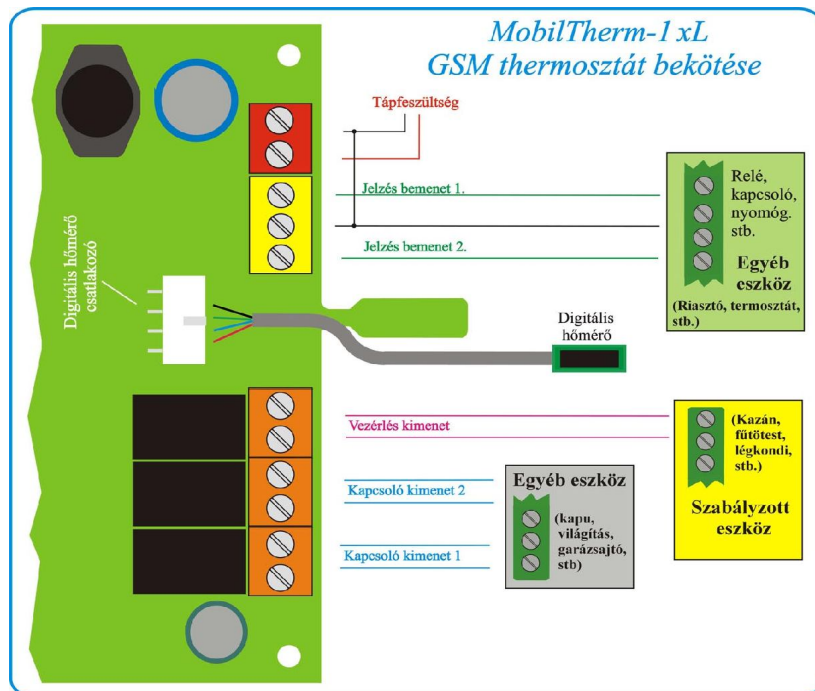 MobilTherm-1 xL
GSM thermosztát bekötése
Tápfeszültség
Jelzés bemenet 1.
Jelzés bemenet 2.
Relé,
kapcsoló,
nyomóg.
stb.
Egyéb
eszköz
(Riasztó, termosztát,
stb.)
Digitális hőmérő
csatlakozó
Digitális
hőmérő
Vezérlés kimenet
(Kazán,
fűtötest,
légkondi,
stb.)
Szabályzott
eszköz
Kapcsoló kimenet 2
Kapcsoló kimenet 1
Egyéb eszköz
(kapu,
világítás,
garázsajtó,
stb)